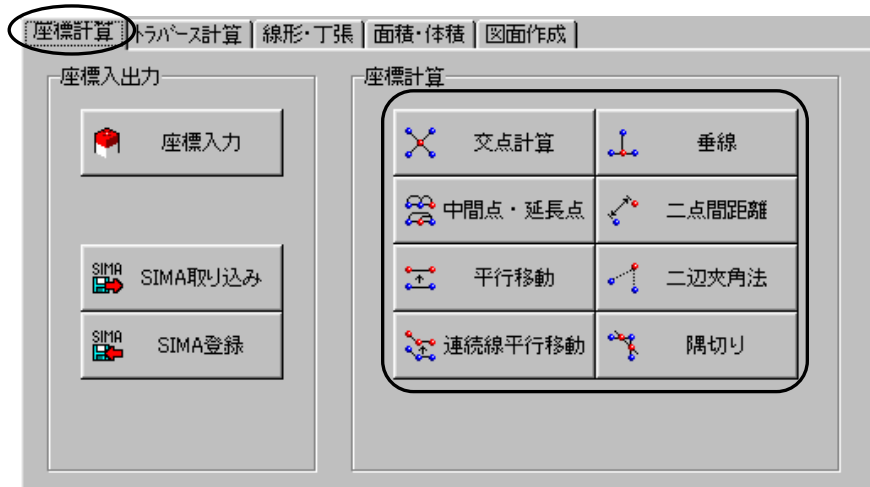 座標計算 トラバース計算 線形・丁張 面積・体積 図面作成
座標入出力
座標入力
SIMA SIMA取り込み
SIMA SIMA登録
座標計算
交点計算 垂線
中間点・延長点 二点間距離
平行移動 二辺夾角法
連続線平行移動 隅切り